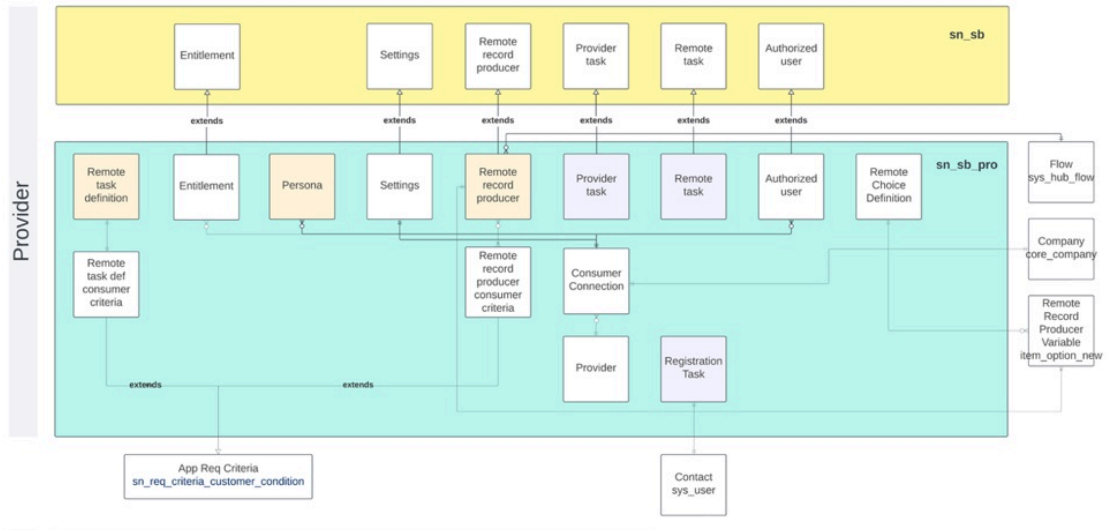 Provider
sn_sb
Entitlement
Settings
Remote
record
producer
Provider
task
Remote
task
Authorized
user
extends
extends
extends
extends
extends
extends
sn_sb_pro
Remote
task
definition
Entitlement
Persona
Settings
Remote
record
producer
Provider
task
Remote
task
Authorized
user
Remote
Choice
Definition
Flow
sys_hub_flow
Company
core_company
Remote
task def
consumer
criteria
Remote
record
producer
consumer
criteria
Consumer
Connection
Remote
Record
Producer
Variable
item_option_new
Provider
Registration
Task
extends
extends
App Req Criteria
sn_req_criteria_customer_condition
Contact
sys_user